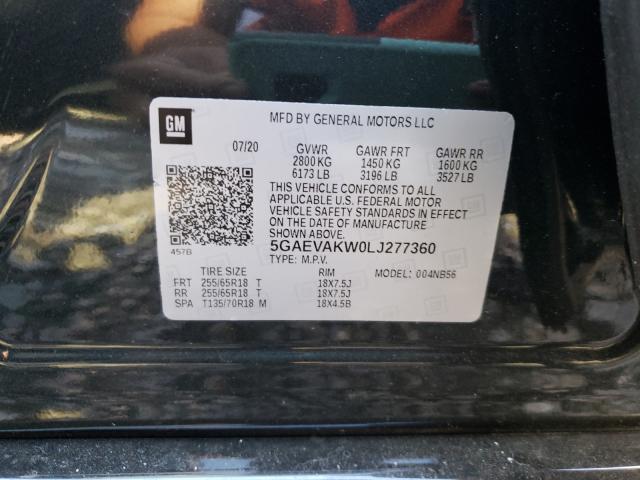 GM
MFD BY GENERAL MOTORS LLC
07/20 GVWR GAWR FRT GAWR RR
2800 KG 1450 KG 1600 KG
6173 LB 3196 LB 3527 LB
THIS VEHICLE CONFORMS TO ALL
APPLICABLE U.S. FEDERAL MOTOR
VEHICLE SAFETY STANDARDS IN EFFECT
ON THE DATE OF MANUFACTURE
SHOWN ABOVE.
457B
5GAEVAKW0LJ277360
TYPE: M.P.V.
TIRE SIZE RIM MODEL: 004NB56
FRT 255/65R18 T 18X7.5J
RR 255/65R18 T 18X7.5J
SPA T135/70R18 M 18X4.5B